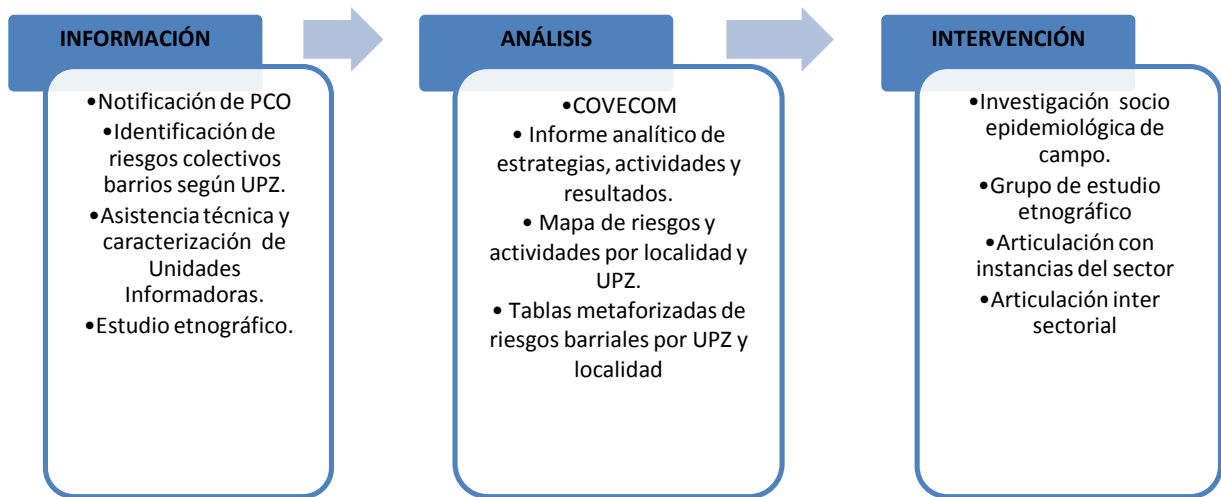 INFORMACIÓN
•Notificación de PCO
•Identificación de
riesgos colectivos
barrios según UPZ.
•Asistencia técnica y
caracterización de
Unidades
Informadoras.
•Estudio etnográfico.
ANÁLISIS
•COVECOM
• Informe analítico de
estrategias, actividades y
resultados.
• Mapa de riesgos y
actividades por localidad y
UPZ.
• Tablas metaforizadas de
riesgos barriales por UPZ y
localidad
INTERVENCIÓN
•Investigación socio
epidemiológica de
campo.
•Grupo de estudio
etnográfico
•Articulación con
instancias del sector
•Articulación inter
sectorial